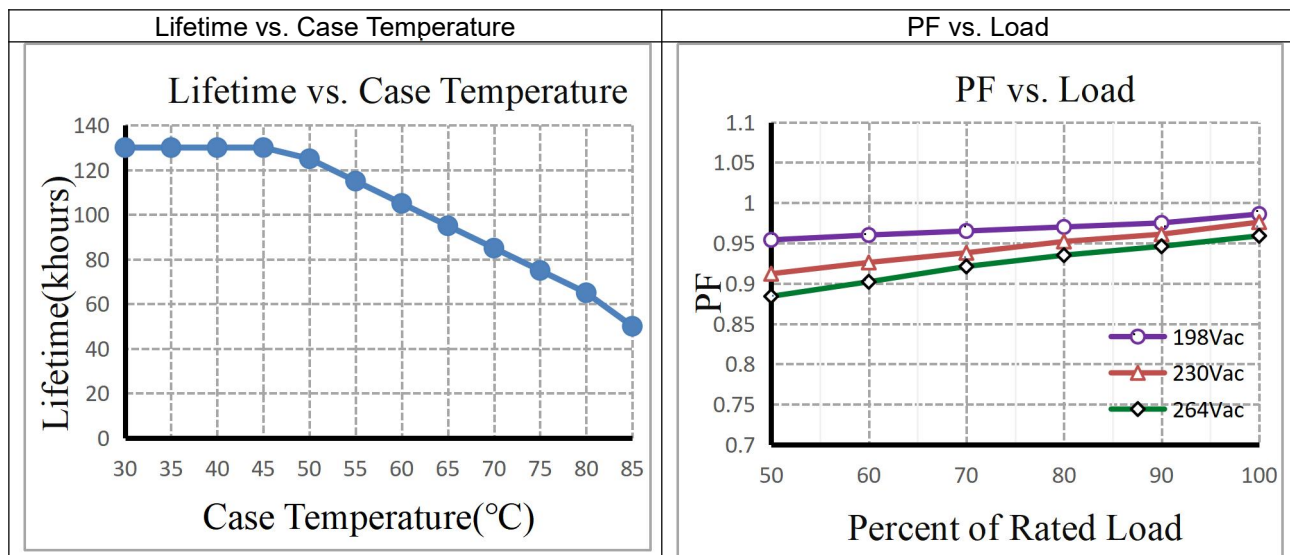 Lifetime vs. Case Temperature
PF vs. Load
Lifetime vs. Case Temperature
Lifetime(khours)
140
120
100
80
60
40
20
0
30 35 40 45 50 55 60 65 70 75 80 85
Case Temperature(°C)
PF vs. Load
PF
1.1
1.05
1
0.95
0.9
0.85
0.8
0.75
0.7
198Vac
230Vac
264Vac
50 60 70 80 90 100
Percent of Rated Load